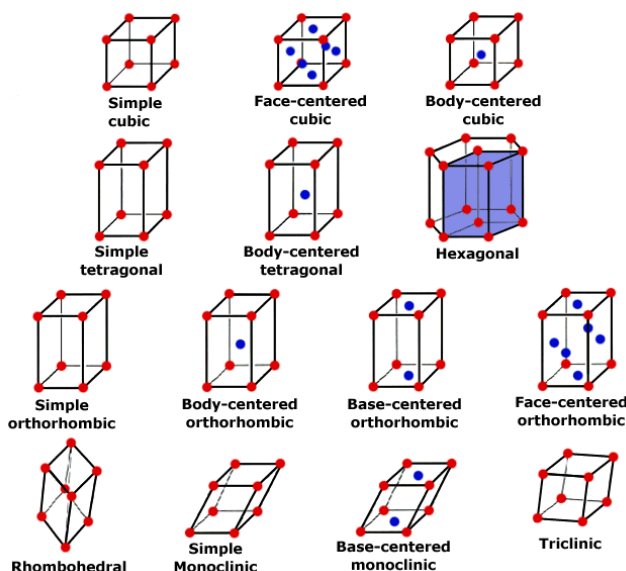 Simple
cubic
Face-centered
cubic
Body-centered
cubic
Simple
tetragonal
Body-centered
tetragonal
Hexagonal
Simple
orthorhombic
Body-centered
orthorhombic
Base-centered
orthorhombic
Face-centered
orthorhombic
Rhombohedral
Simple
Monoclinic
Base-centered
monoclinic
Triclinic